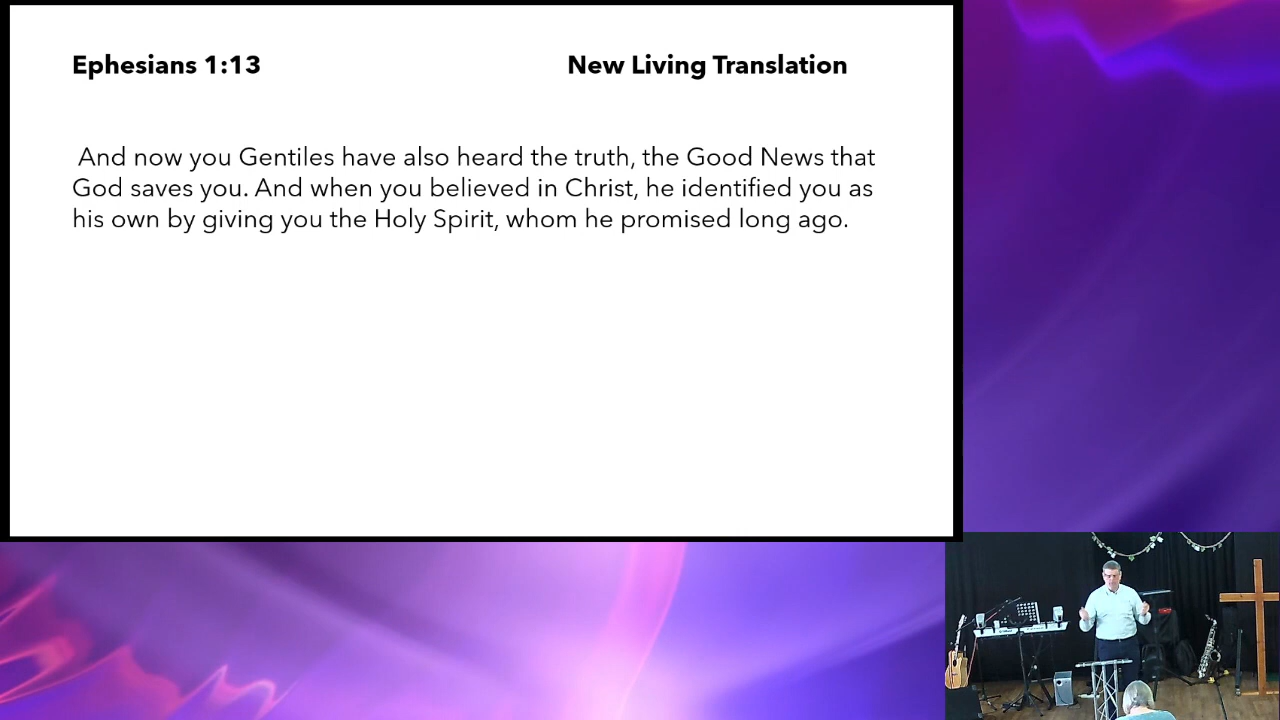 Ephesians 1:13 New Living Translation
And now you Gentiles have also heard the truth, the Good News that
God saves you. And when you believed in Christ, he identified you as
his own by giving you the Holy Spirit, whom he promised long ago.